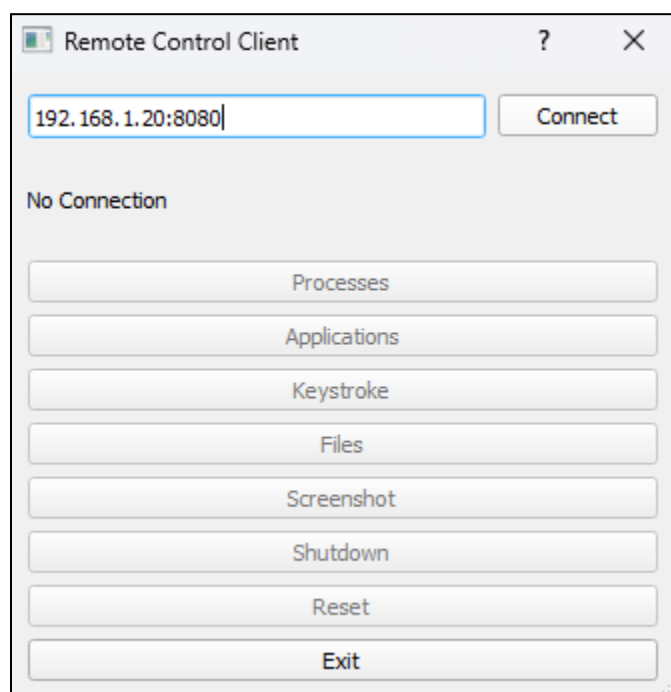 Remote Control Client ?
192.168.1.20:8080 Connect
No Connection
Processes
Applications
Keystroke
Files
Screenshot
Shutdown
Reset
Exit